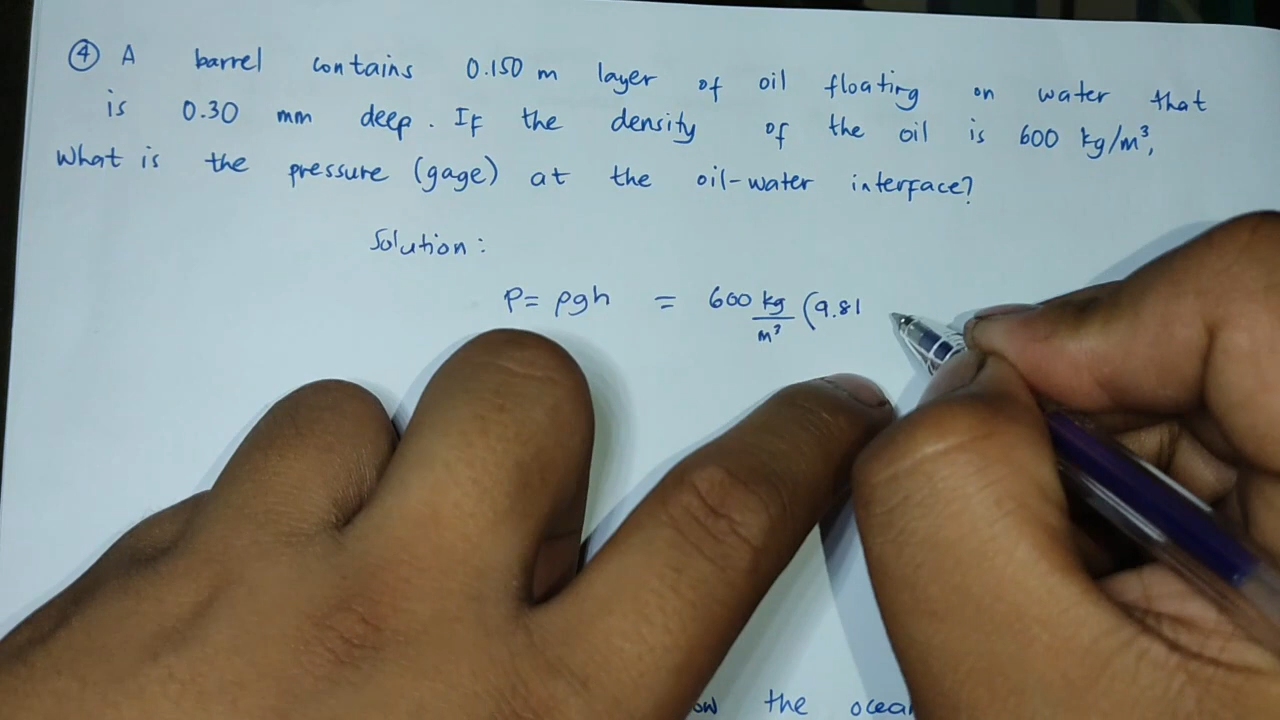 ④ A barrel contains 0.150 m layer of oil floating on water that
is 0.30 mm deep. If the density of the oil is 600 kg/m³,
What is the pressure (gage) at the oil-water interface?
Solution:
P = ρgh = 600 kg/m³ (9.81
the